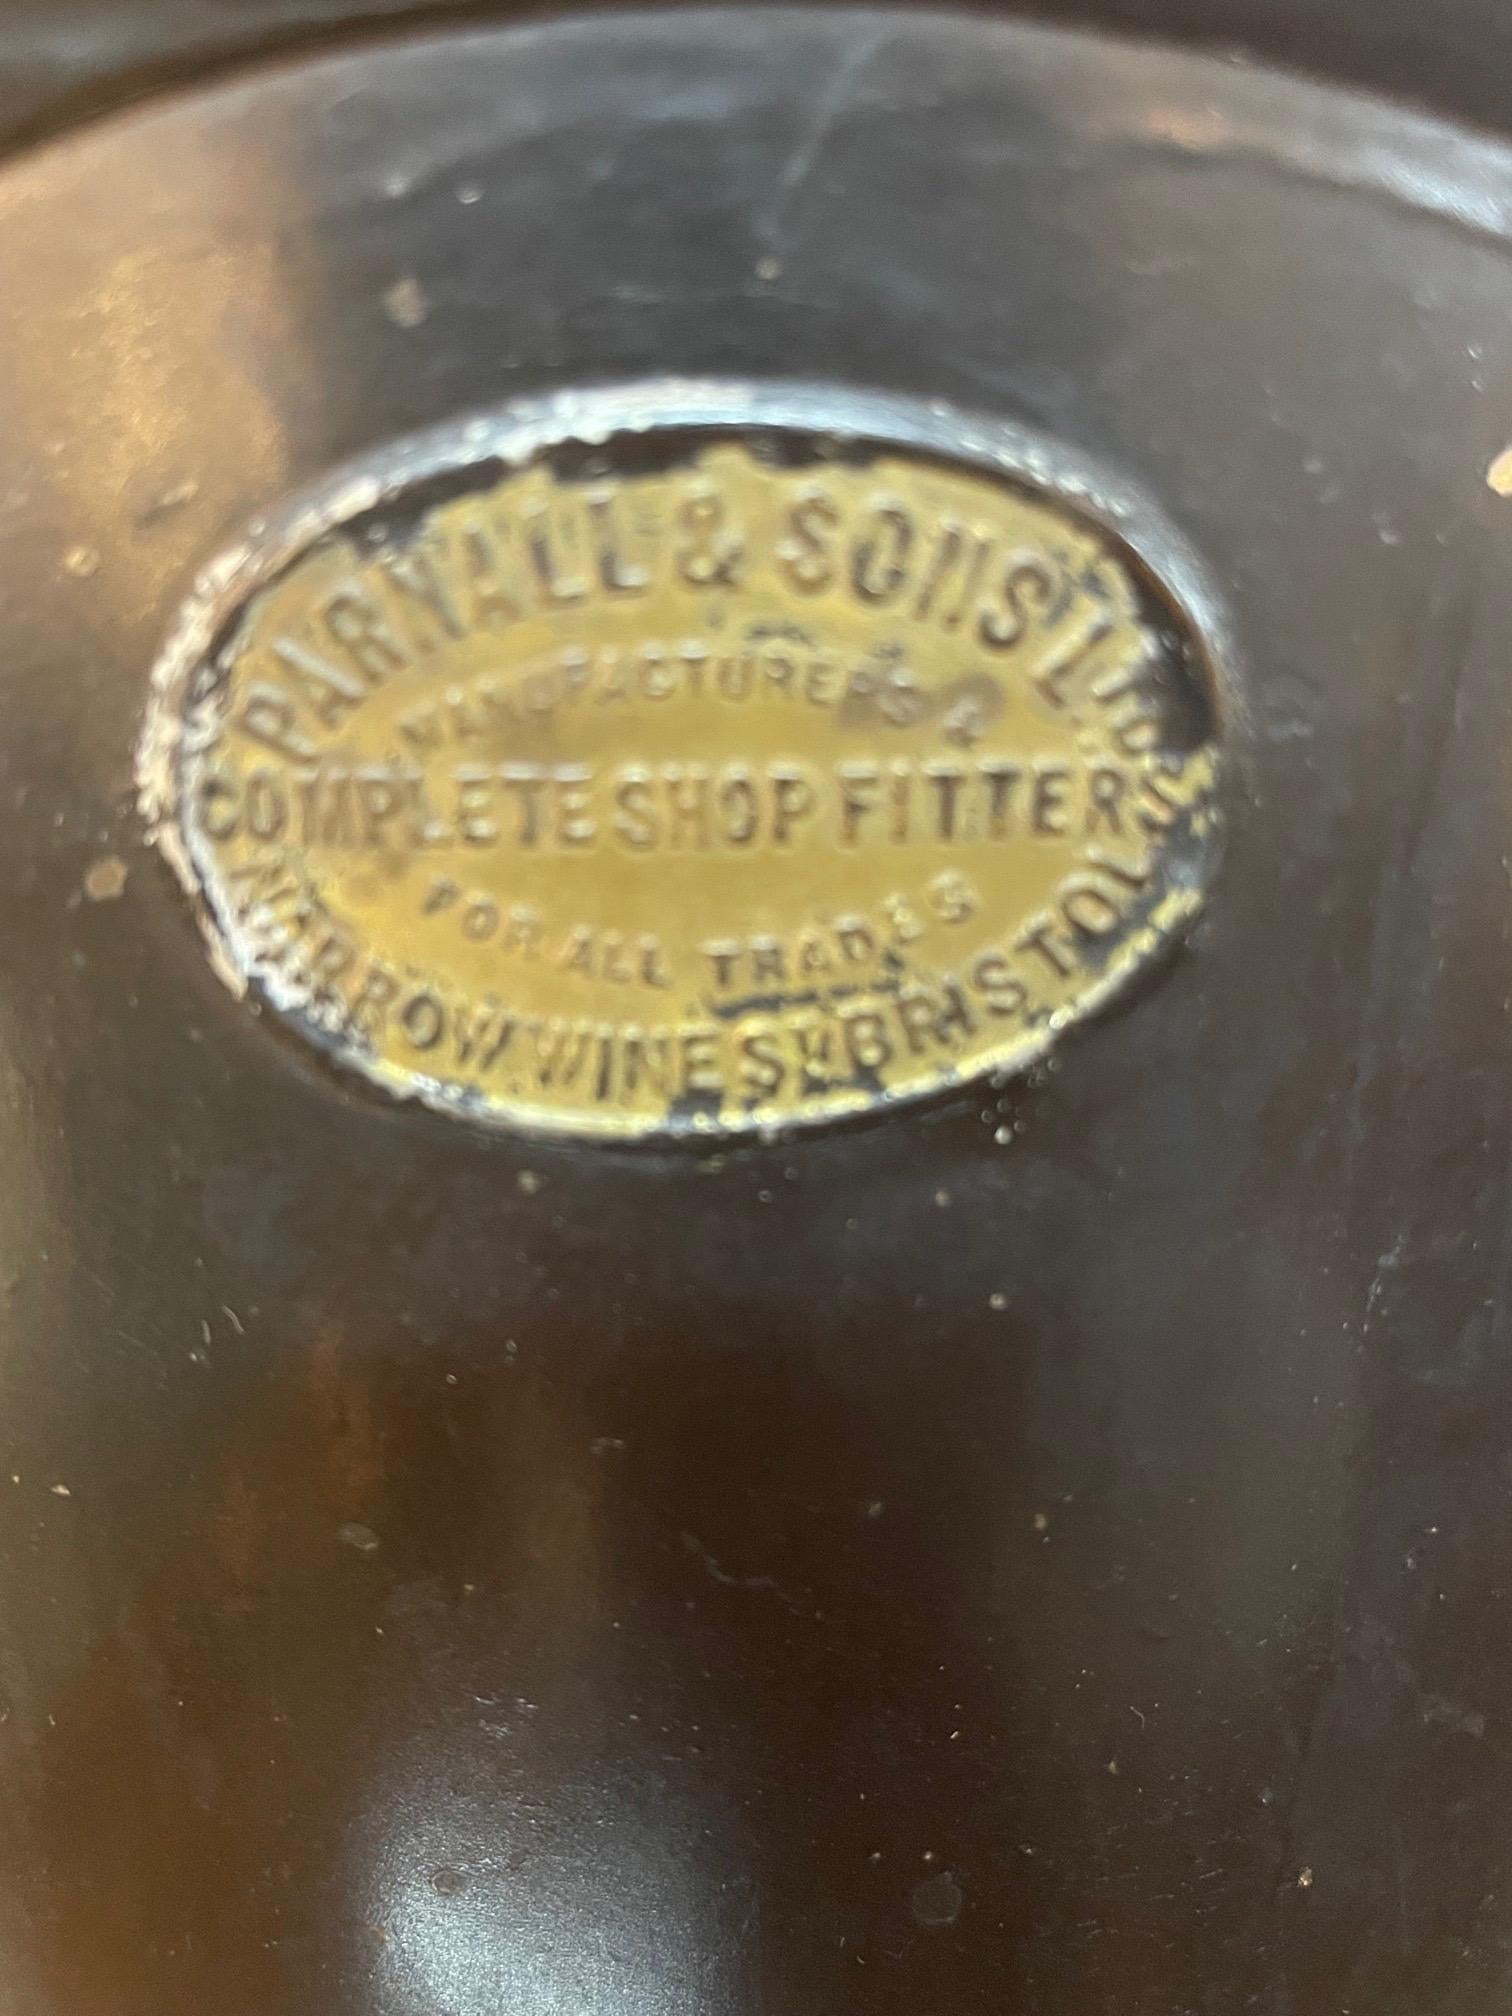 PARNALL & SONS LTD
MANUFACTURERS &
COMPLETE SHOP FITTERS
FOR ALL TRADES
NARROW WINE ST. BRISTOL